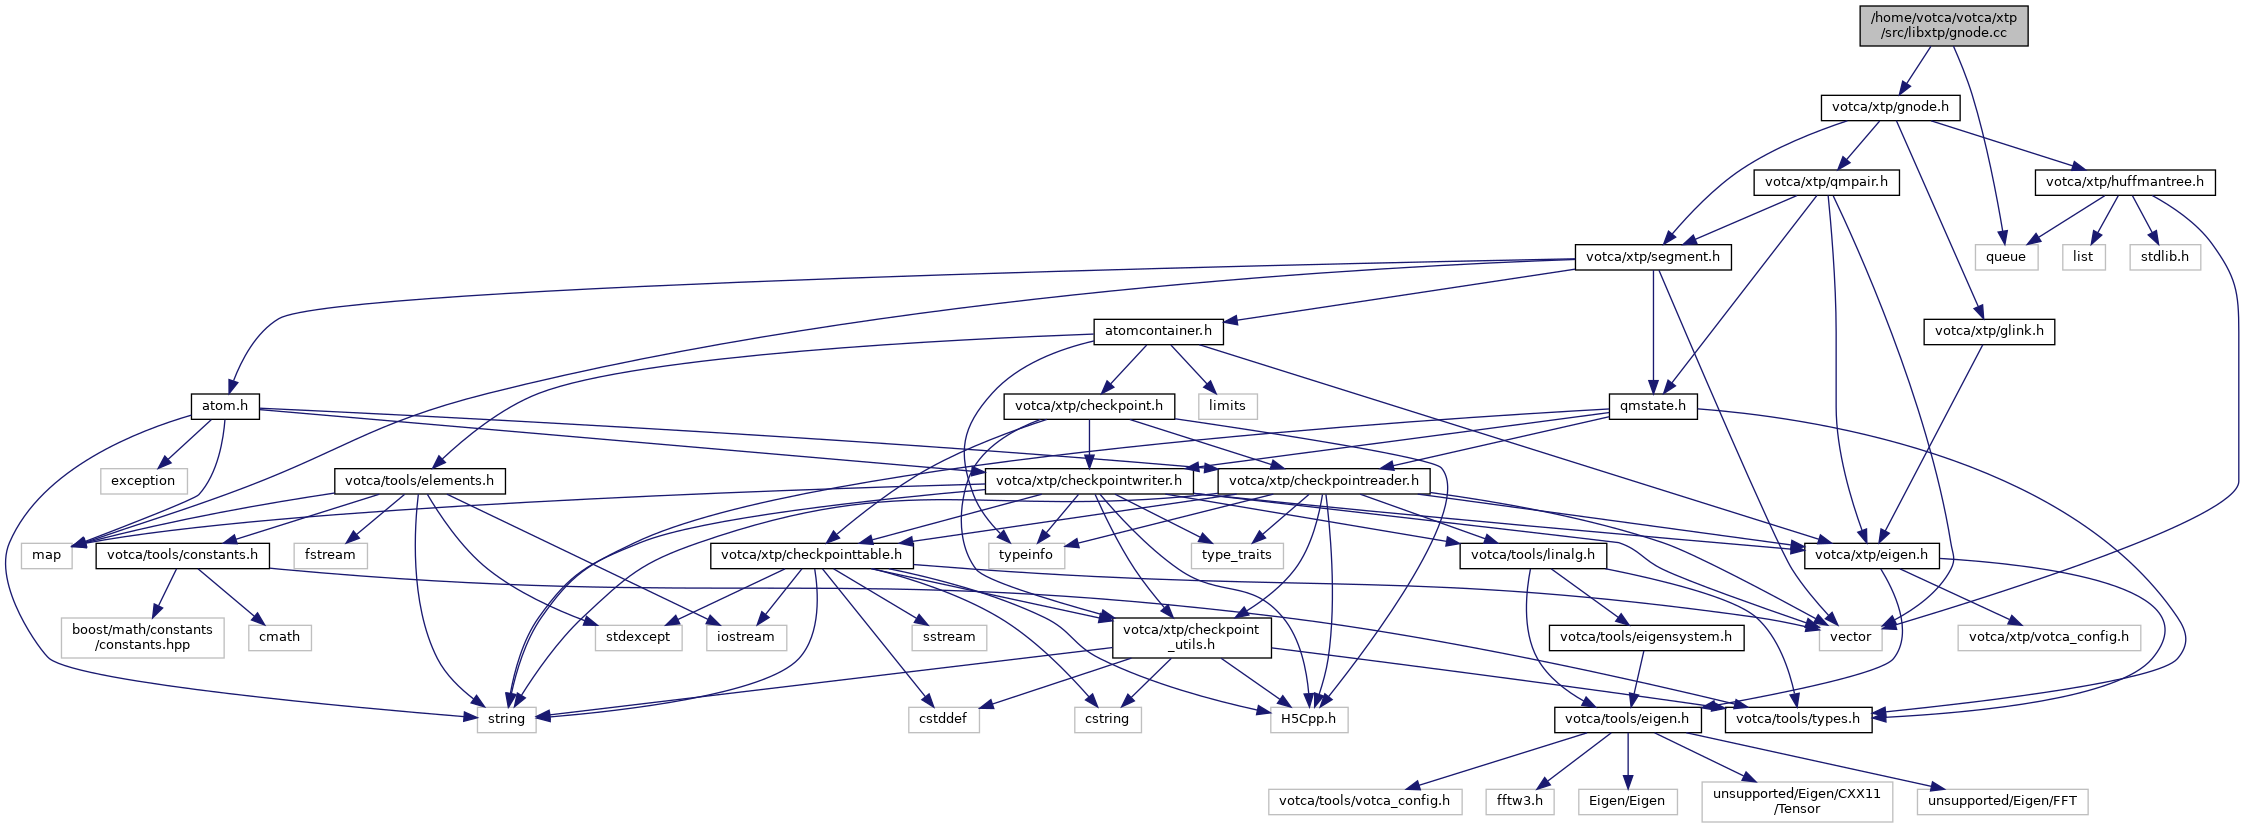 /home/votca/votca/xtp
/src/libxtp/gnode.cc
votca/xtp/gnode.h
votca/xtp/qmpair.h
votca/xtp/huffmantree.h
votca/xtp/segment.h
queue
list
stdlib.h
atomcontainer.h
votca/xtp/glink.h
atom.h
votca/xtp/checkpoint.h
limits
qmstate.h
exception
votca/tools/elements.h
votca/xtp/checkpointwriter.h
votca/xtp/checkpointreader.h
map
votca/tools/constants.h
fstream
votca/xtp/checkpointtable.h
typeinfo
type_traits
votca/tools/linalg.h
votca/xtp/eigen.h
boost/math/constants
/constants.hpp
cmath
stdexcept
iostream
sstream
votca/xtp/checkpoint
_utils.h
votca/tools/eigensystem.h
vector
votca/xtp/votca_config.h
string
cstddef
cstring
H5Cpp.h
votca/tools/eigen.h
votca/tools/types.h
votca/tools/votca_config.h
fftw3.h
Eigen/Eigen
unsupported/Eigen/CXX11
/Tensor
unsupported/Eigen/FFT